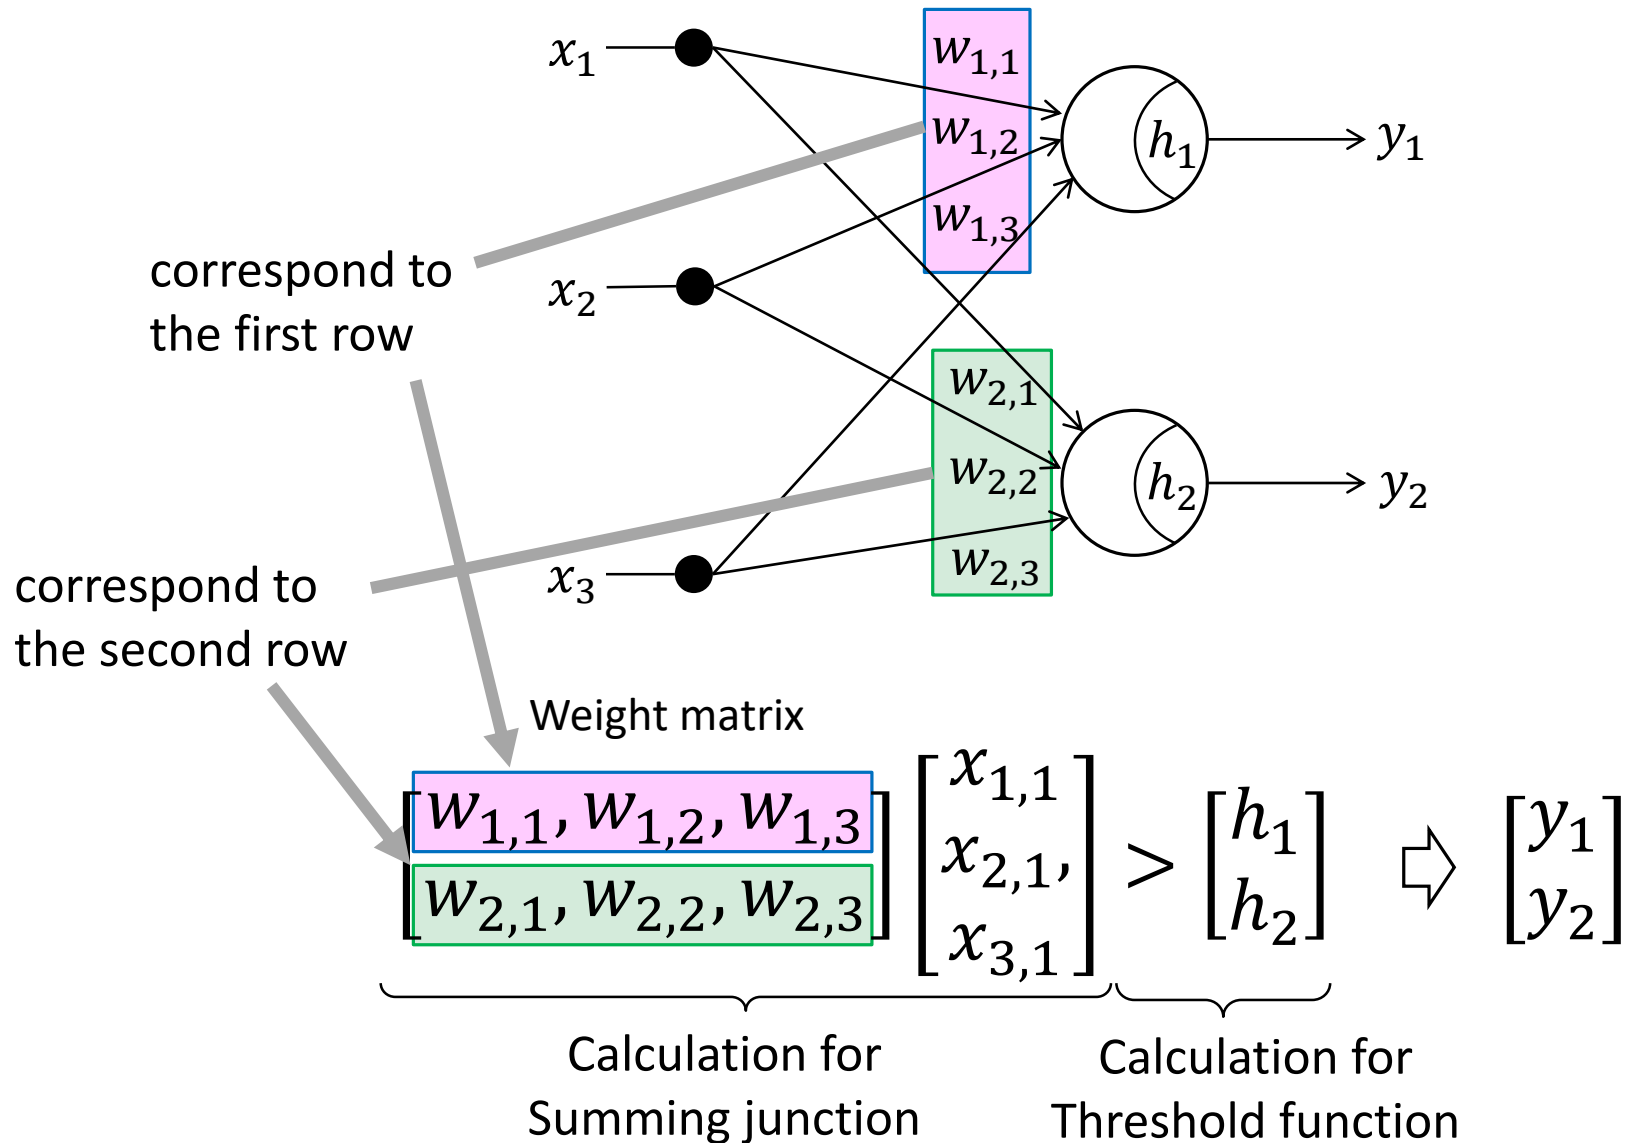 x₁
w₁,₁
w₁,₂
w₁,₃
h₁
y₁
correspond to
the first row
x₂
w₂,₁
w₂,₂
w₂,₃
h₂
y₂
x₃
correspond to
the second row
Weight matrix
[w₁,₁, w₁,₂, w₁,₃] [x₁,₁] > [h₁] ⇨ [y₁]
[w₂,₁, w₂,₂, w₂,₃] [x₂,₁,] [h₂] [y₂]
[x₃,₁]
Calculation for
Summing junction
Calculation for
Threshold function